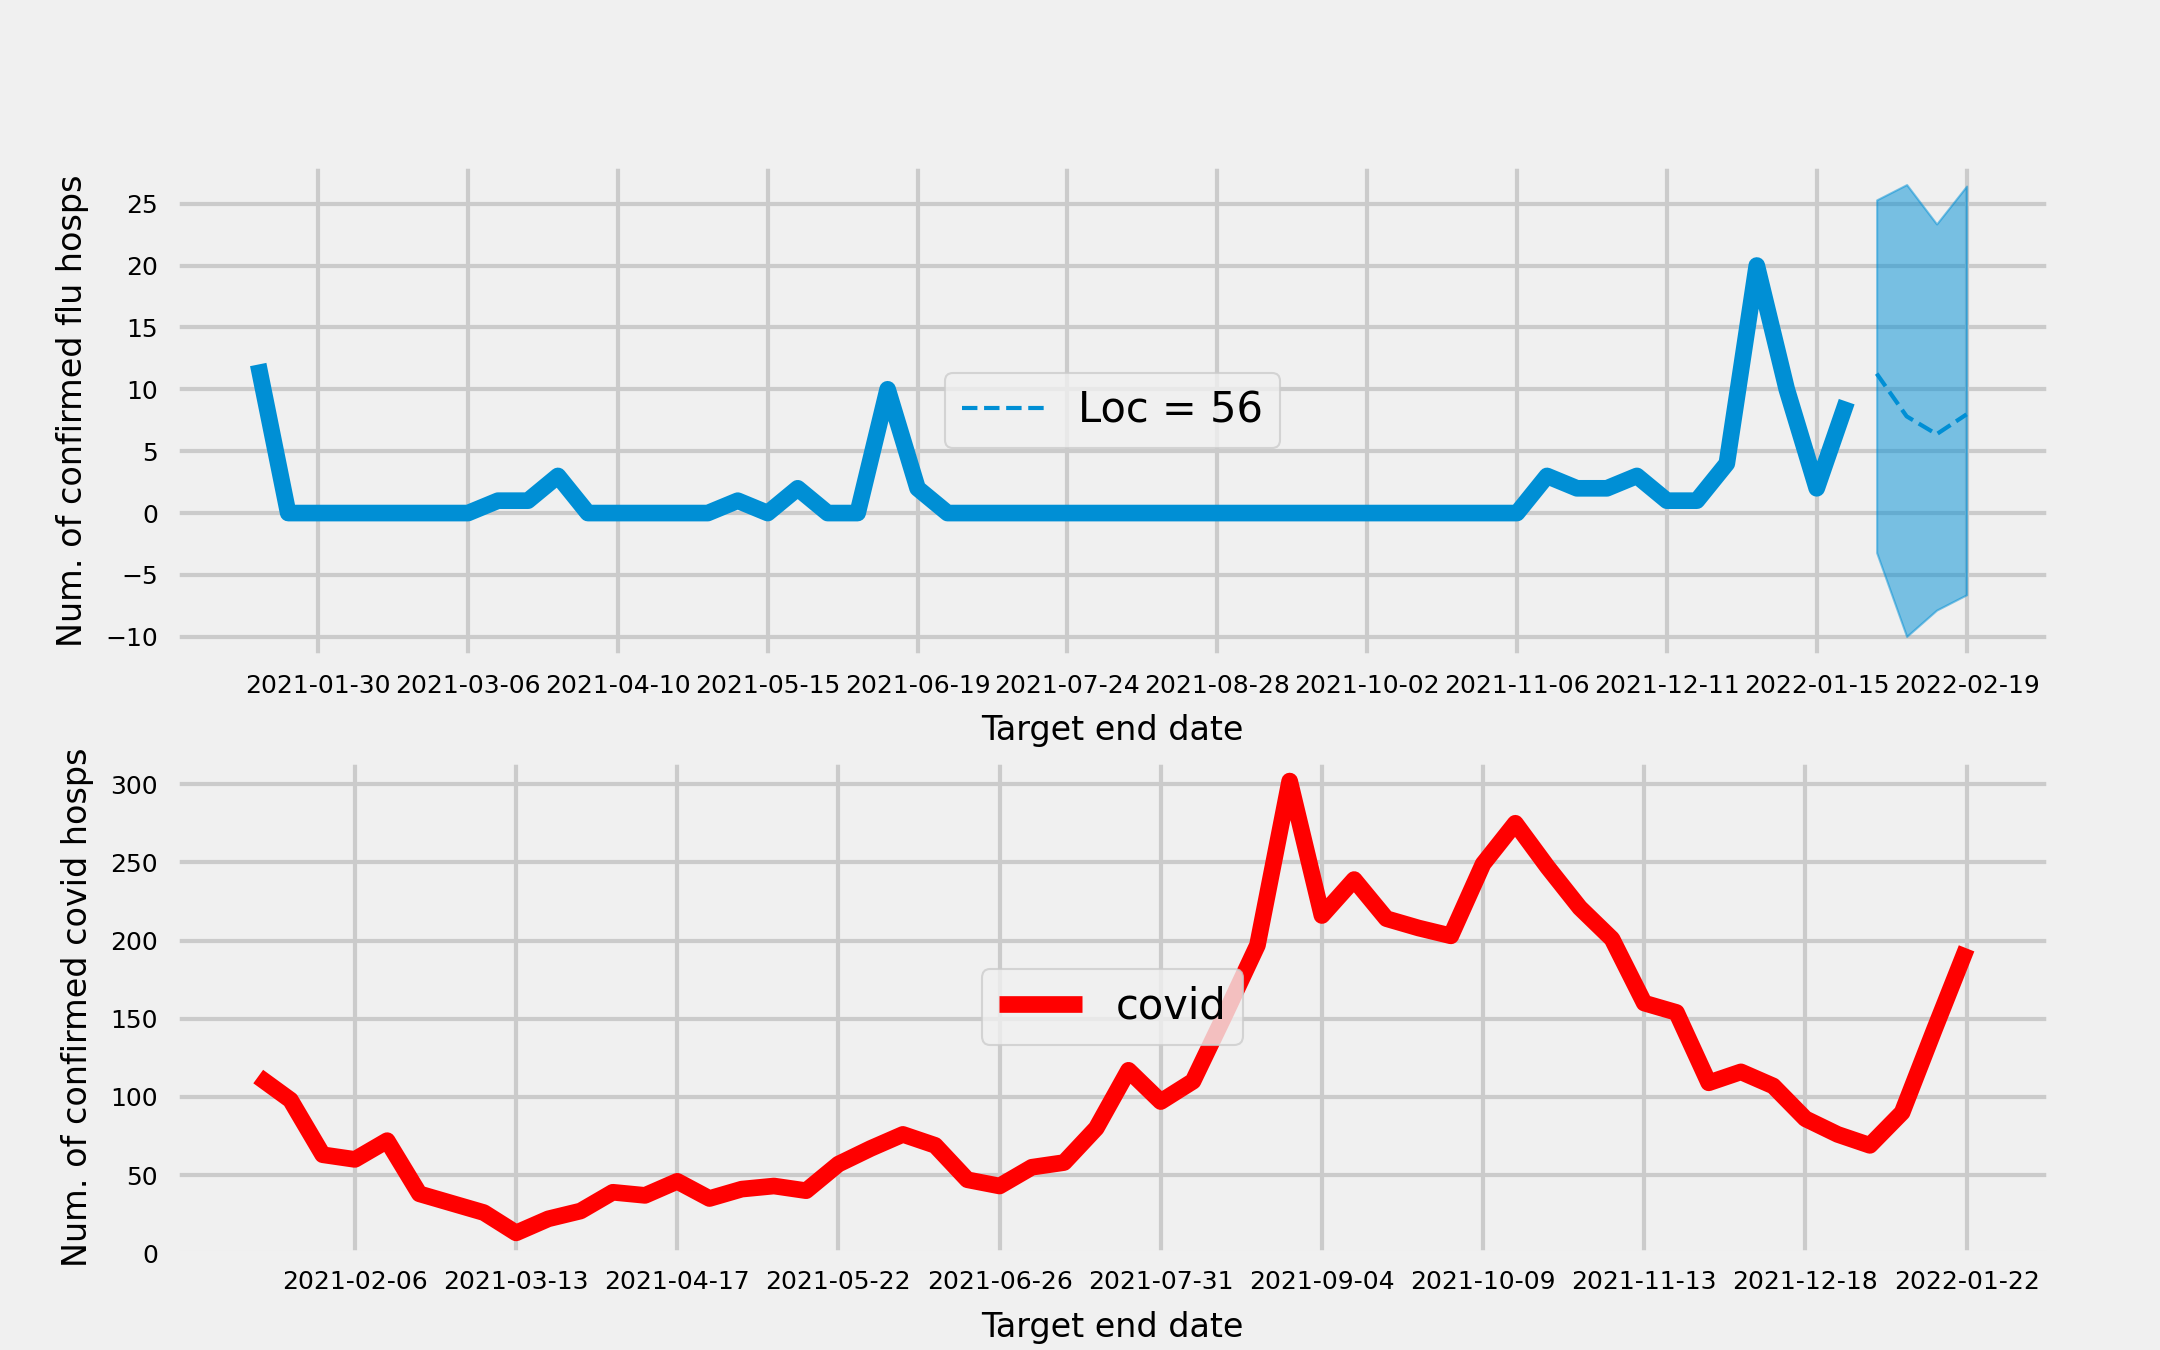 Num. of confirmed flu hosps
25
20
15
10
5
0
−5
−10
Loc = 56
2021-01-30 2021-03-06 2021-04-10 2021-05-15 2021-06-19 2021-07-24 2021-08-28 2021-10-02 2021-11-06 2021-12-11 2022-01-15 2022-02-19
Target end date
Num. of confirmed covid hosps
300
250
200
150
100
50
0
covid
2021-02-06 2021-03-13 2021-04-17 2021-05-22 2021-06-26 2021-07-31 2021-09-04 2021-10-09 2021-11-13 2021-12-18 2022-01-22
Target end date